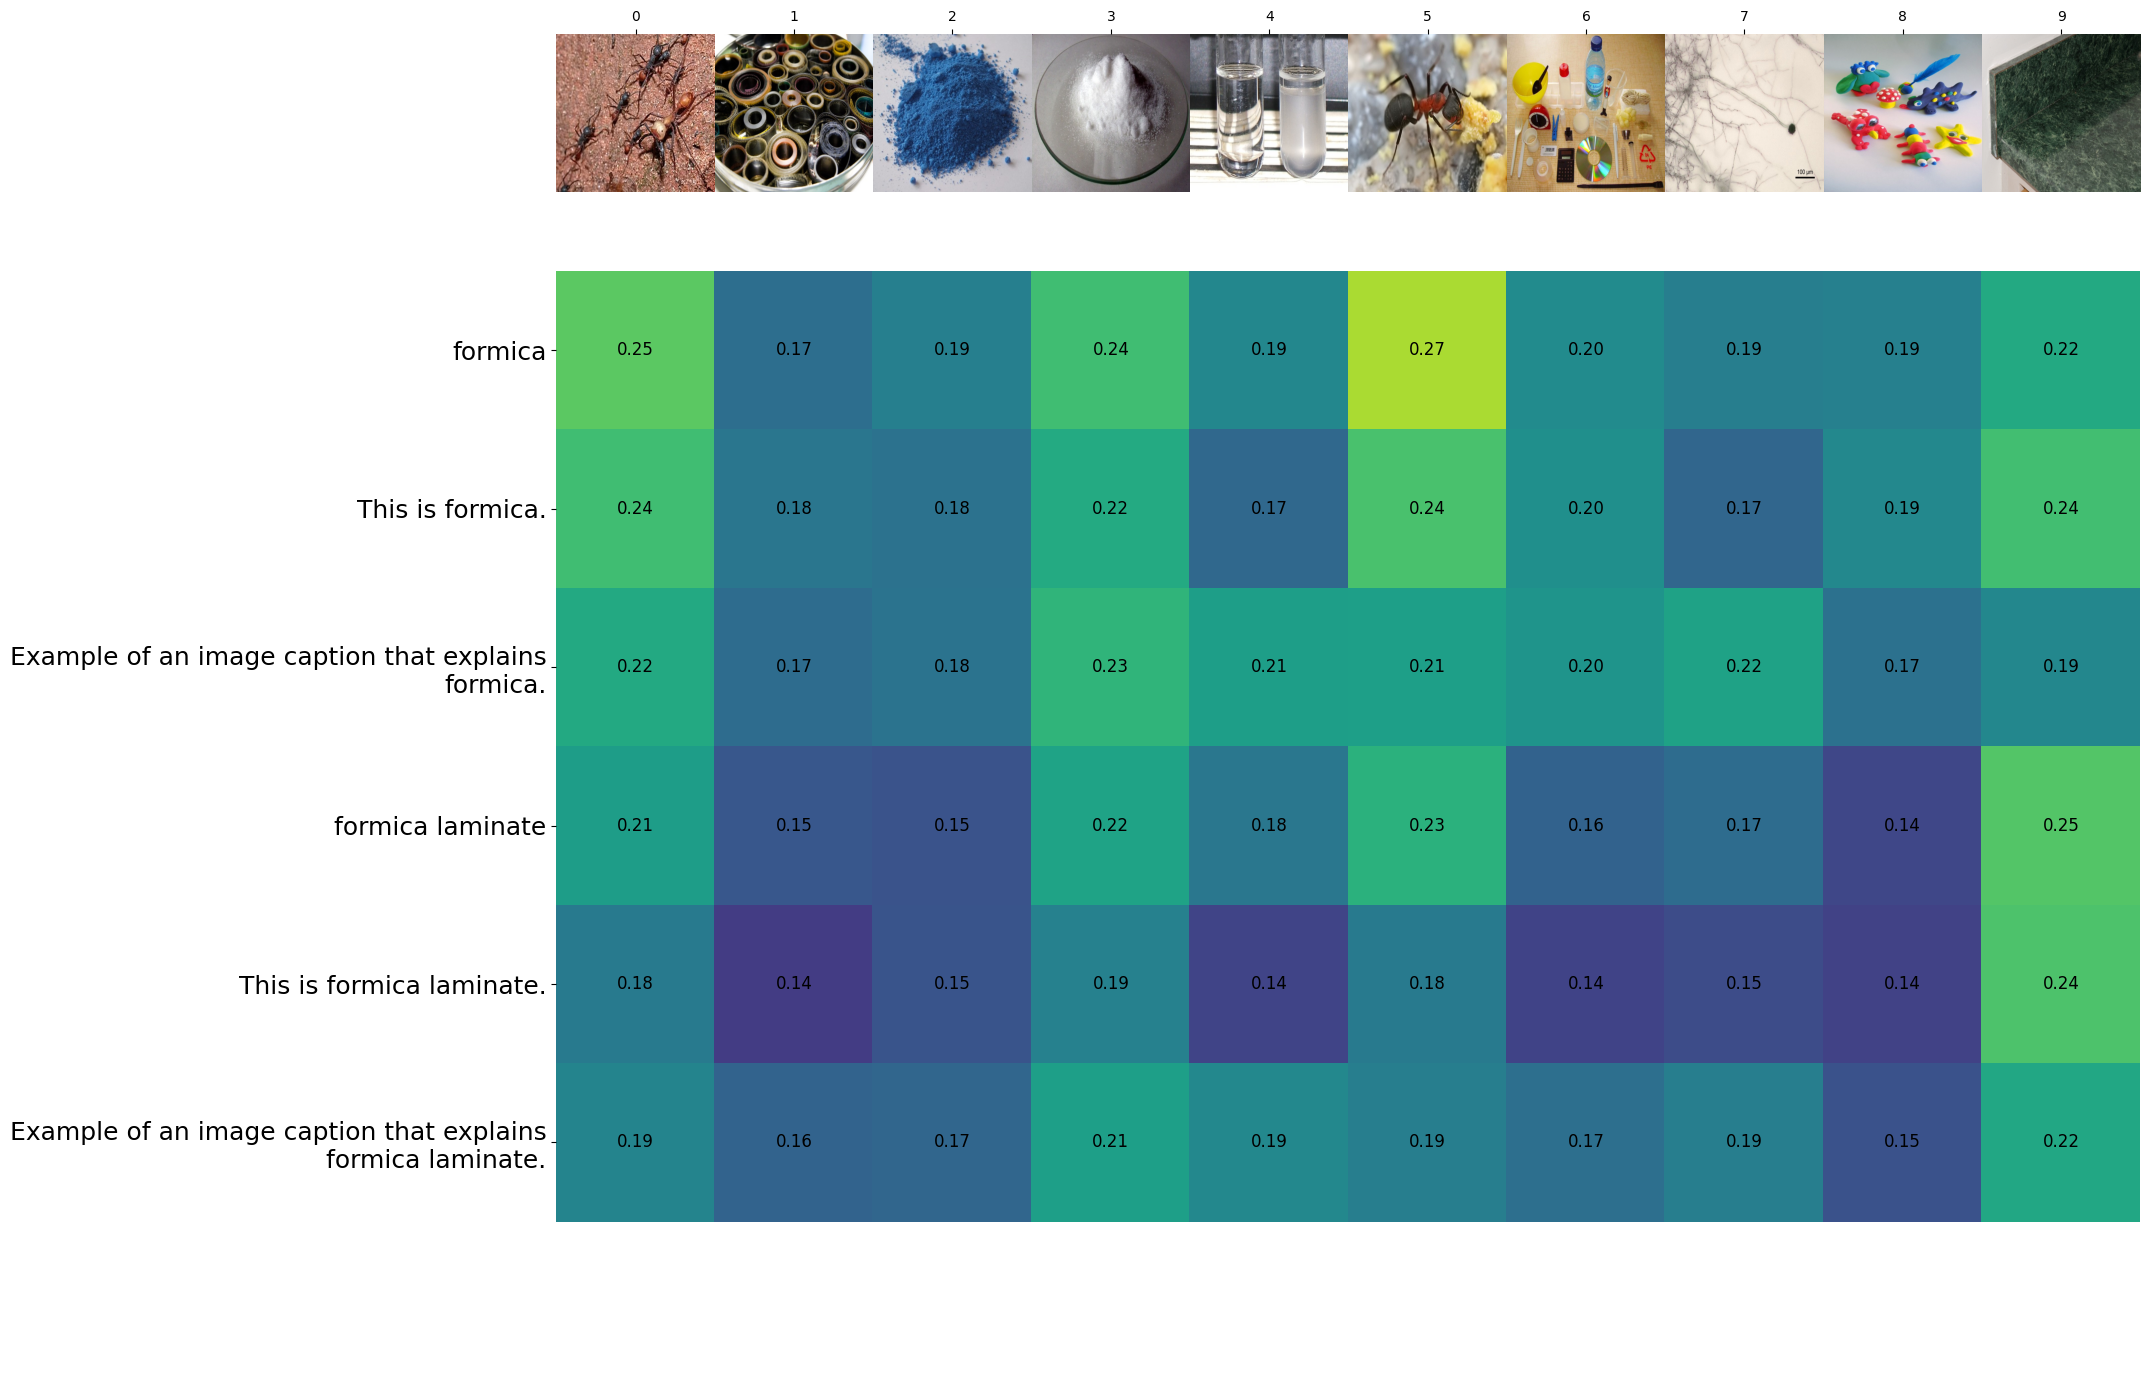 0 1 2 3 4 5 6 7 8 9
100 µm
formica 0.25 0.17 0.19 0.24 0.19 0.27 0.20 0.19 0.19 0.22
This is formica. 0.24 0.18 0.18 0.22 0.17 0.24 0.20 0.17 0.19 0.24
Example of an image caption that explains
formica. 0.22 0.17 0.18 0.23 0.21 0.21 0.20 0.22 0.17 0.19
formica laminate 0.21 0.15 0.15 0.22 0.18 0.23 0.16 0.17 0.14 0.25
This is formica laminate. 0.18 0.14 0.15 0.19 0.14 0.18 0.14 0.15 0.14 0.24
Example of an image caption that explains
formica laminate. 0.19 0.16 0.17 0.21 0.19 0.19 0.17 0.19 0.15 0.22